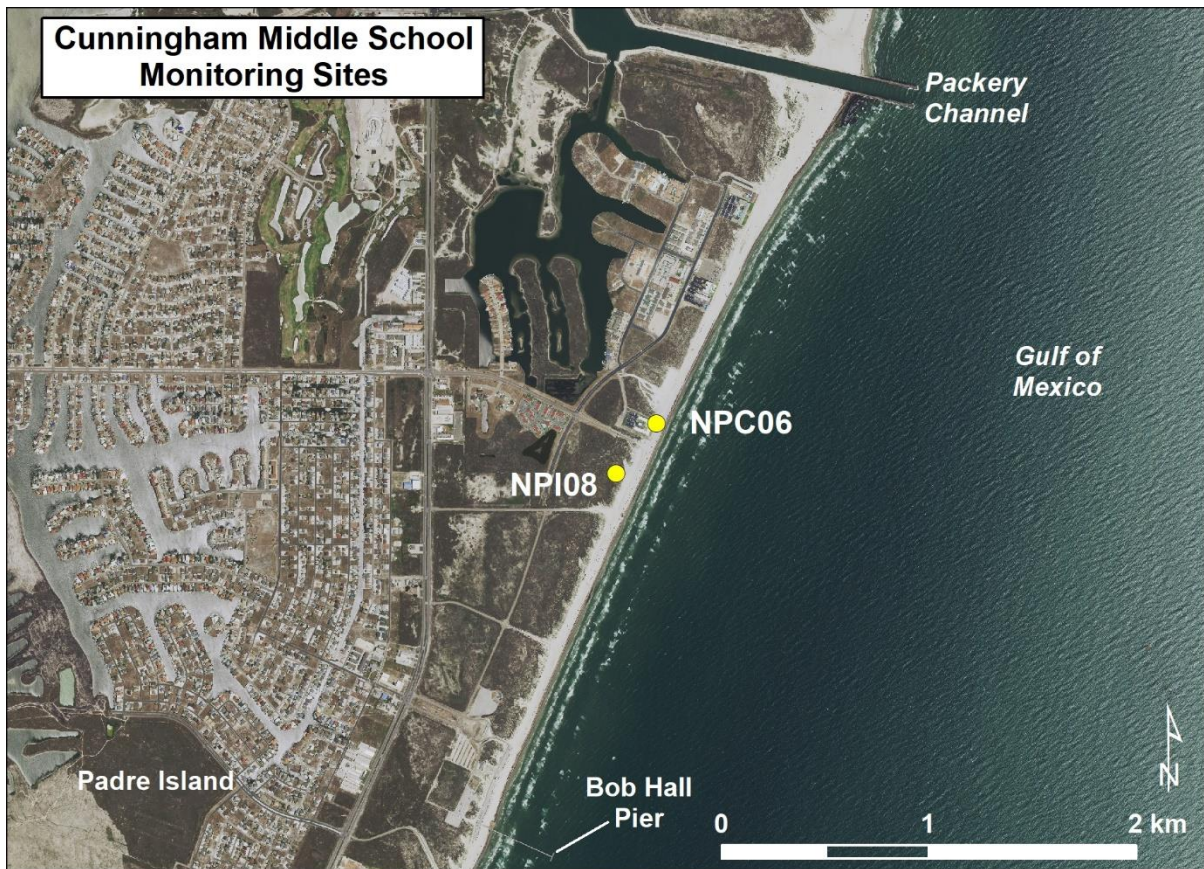 Cunningham Middle School
Monitoring Sites
Packery
Channel
Gulf of
Mexico
NPC06
NPI08
Padre Island
Bob Hall
Pier
0 1 2 km
N